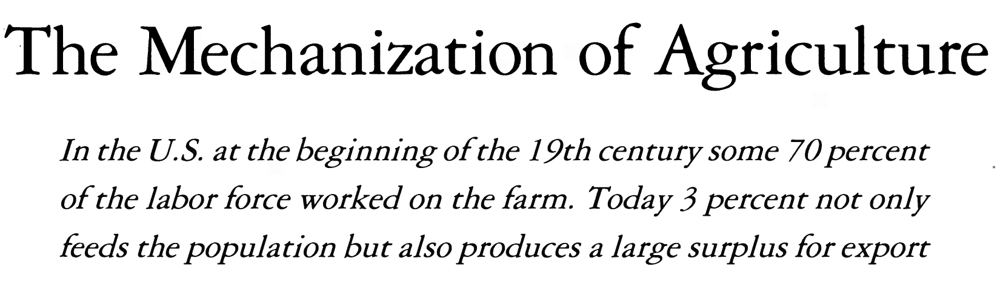 The Mechanization of Agriculture
In the U.S. at the beginning of the 19th century some 70 percent
of the labor force worked on the farm. Today 3 percent not only
feeds the population but also produces a large surplus for export